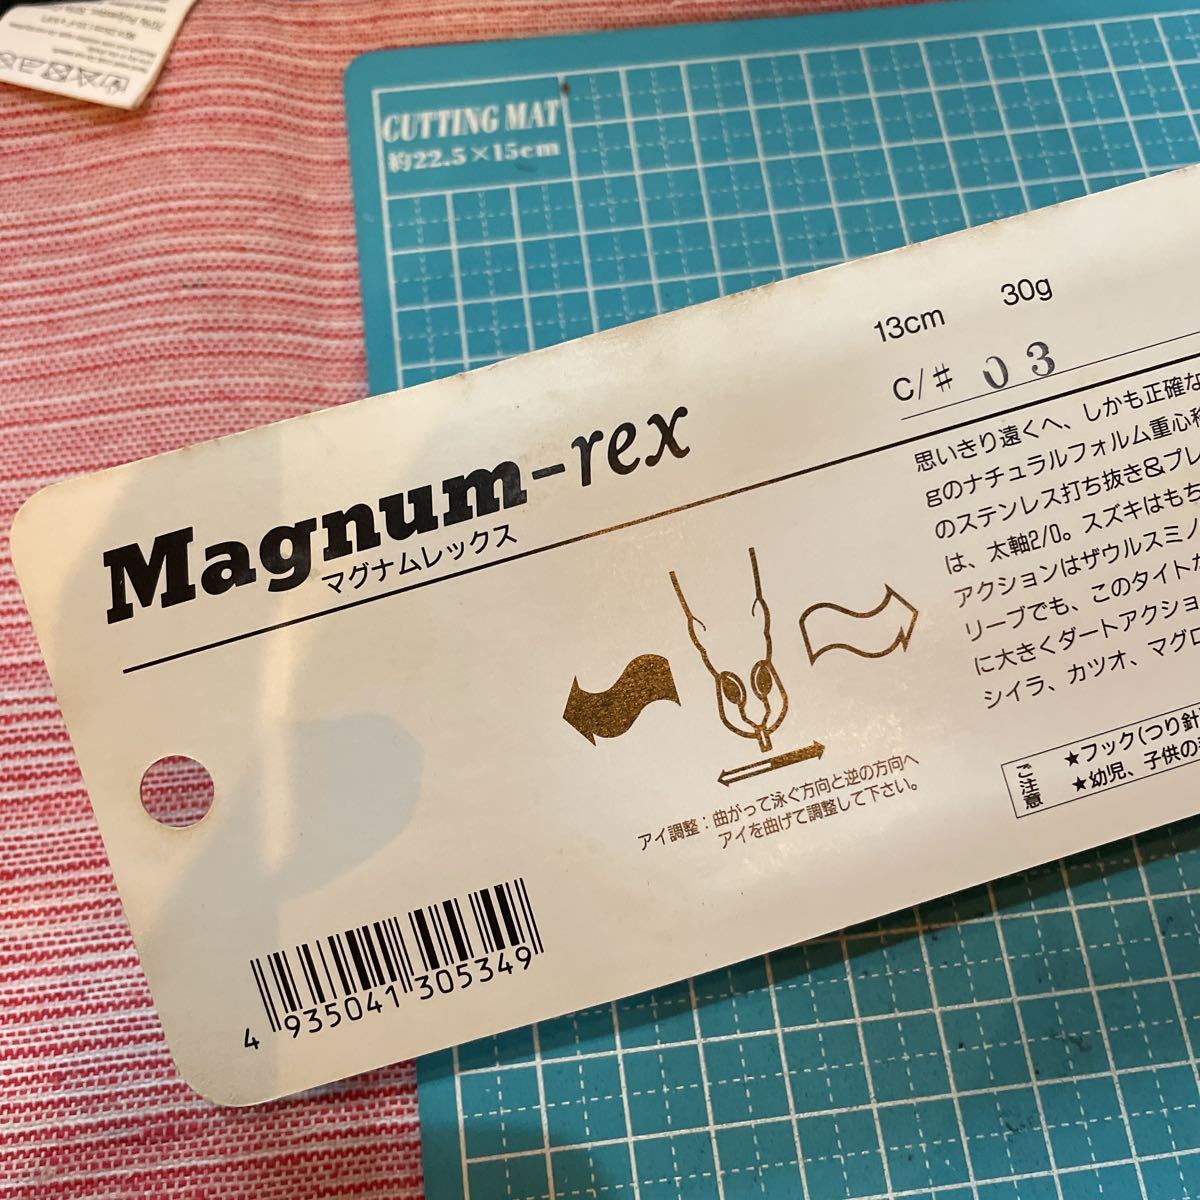 CUTTING MAT
約22.5×15cm
13cm 30g
C/# 03
Magnum-rex
マグナムレックス
思いきり遠くへ、しかも正確な
gのナチュラルフォルム重心移
のステンレス打ち抜き&プレ
は、太軸2/0。スズキはもち
アクションはザウルスミノ
リーブでも、このタイトな
に大きくダートアクショ
シイラ、カツオ、マグロ
アイ調整：曲がって泳ぐ方向と逆の方向へ
アイを曲げて調整して下さい。
ご注意
★フック(つり針)
★幼児、子供の手
4 935041 305349